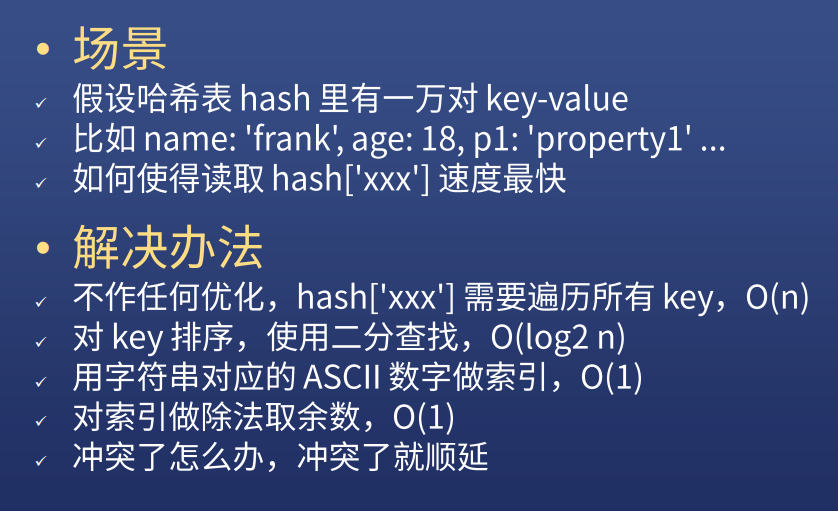 • 场景
✓ 假设哈希表 hash 里有一万对 key-value
✓ 比如 name: 'frank', age: 18, p1: 'property1' ...
✓ 如何使得读取 hash['xxx'] 速度最快
• 解决办法
✓ 不作任何优化，hash['xxx'] 需要遍历所有 key，O(n)
✓ 对 key 排序，使用二分查找，O(log2 n)
✓ 用字符串对应的 ASCII 数字做索引，O(1)
✓ 对索引做除法取余数，O(1)
✓ 冲突了怎么办，冲突了就顺延